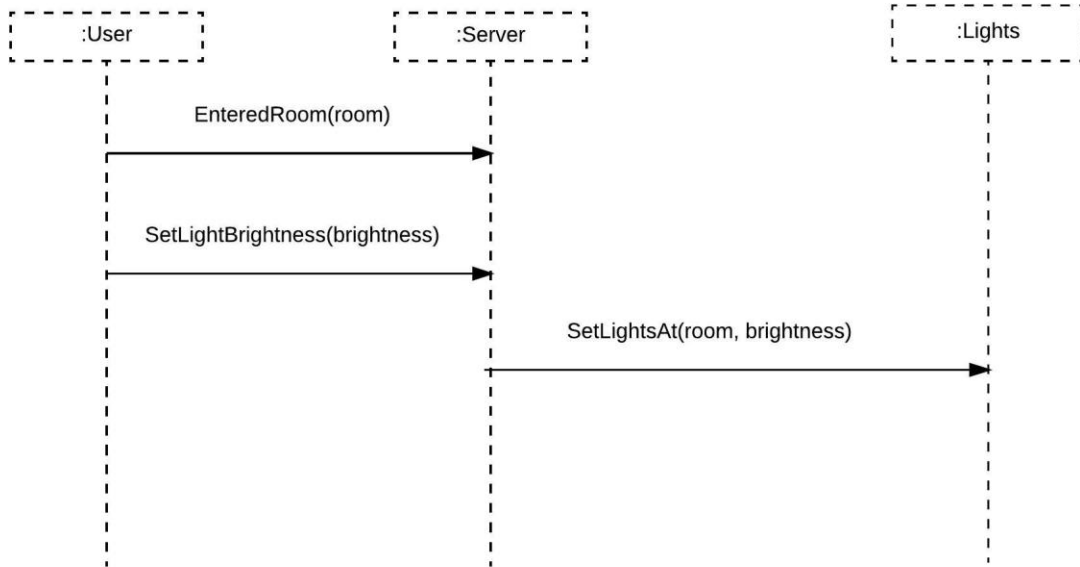 :User
:Server
:Lights
EnteredRoom(room)
SetLightBrightness(brightness)
SetLightsAt(room, brightness)